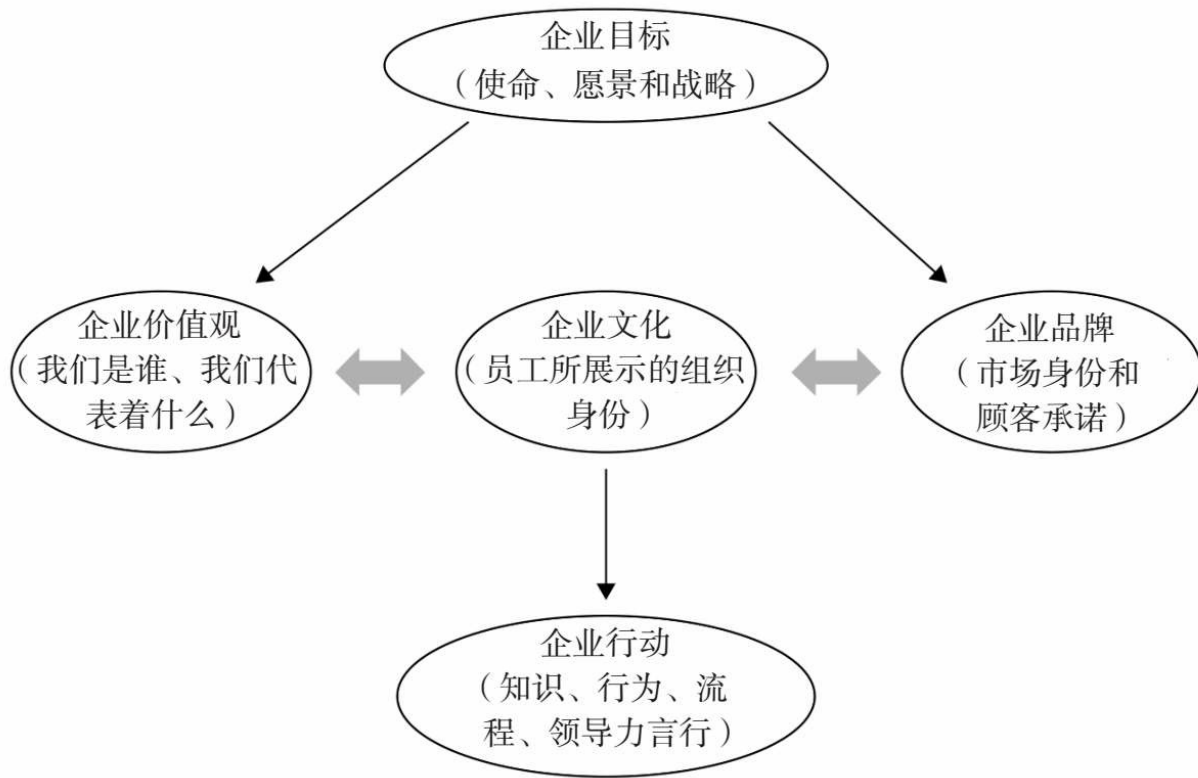 企业目标
（使命、愿景和战略）
企业价值观
（我们是谁、我们代
表着什么）
企业文化
（员工所展示的组织
身份）
企业品牌
（市场身份和
顾客承诺）
企业行动
（知识、行为、流
程、领导力言行）